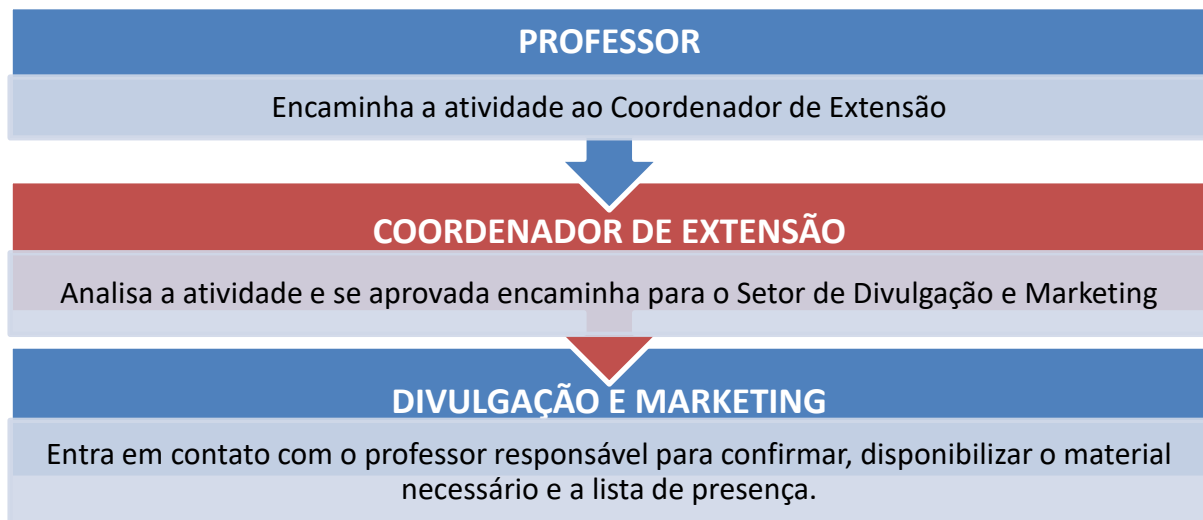 PROFESSOR
Encaminha a atividade ao Coordenador de Extensão
COORDENADOR DE EXTENSÃO
Analisa a atividade e se aprovada encaminha para o Setor de Divulgação e Marketing
DIVULGAÇÃO E MARKETING
Entra em contato com o professor responsável para confirmar, disponibilizar o material
necessário e a lista de presença.